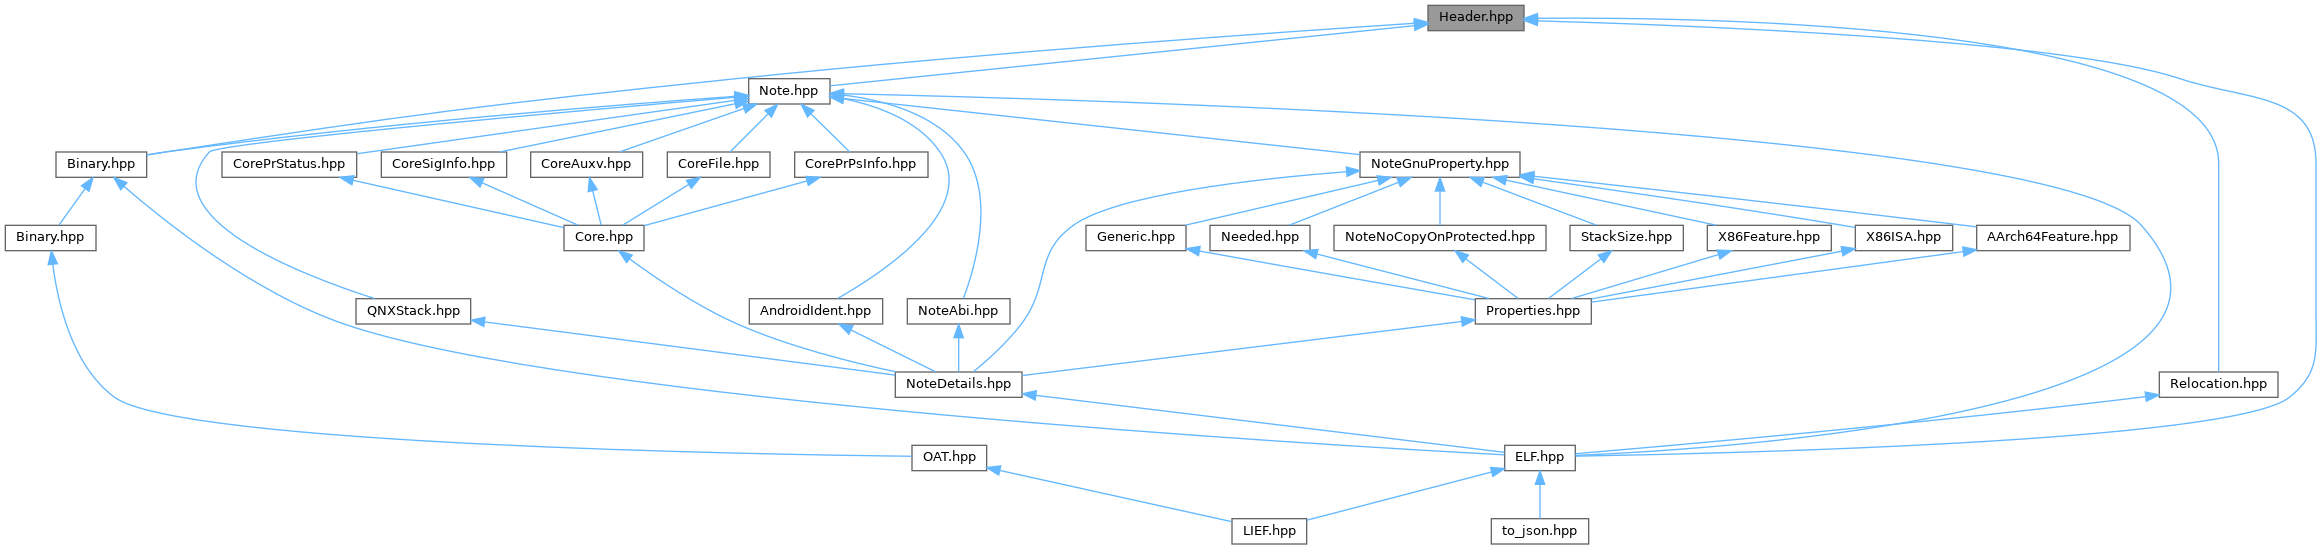 Header.hpp
Note.hpp
Binary.hpp
CorePrStatus.hpp
CoreSigInfo.hpp
CoreAuxv.hpp
CoreFile.hpp
CorePrPsInfo.hpp
NoteGnuProperty.hpp
Binary.hpp
Core.hpp
Generic.hpp
Needed.hpp
NoteNoCopyOnProtected.hpp
StackSize.hpp
X86Feature.hpp
X86ISA.hpp
AArch64Feature.hpp
QNXStack.hpp
AndroidIdent.hpp
NoteAbi.hpp
Properties.hpp
NoteDetails.hpp
Relocation.hpp
OAT.hpp
ELF.hpp
LIEF.hpp
to_json.hpp